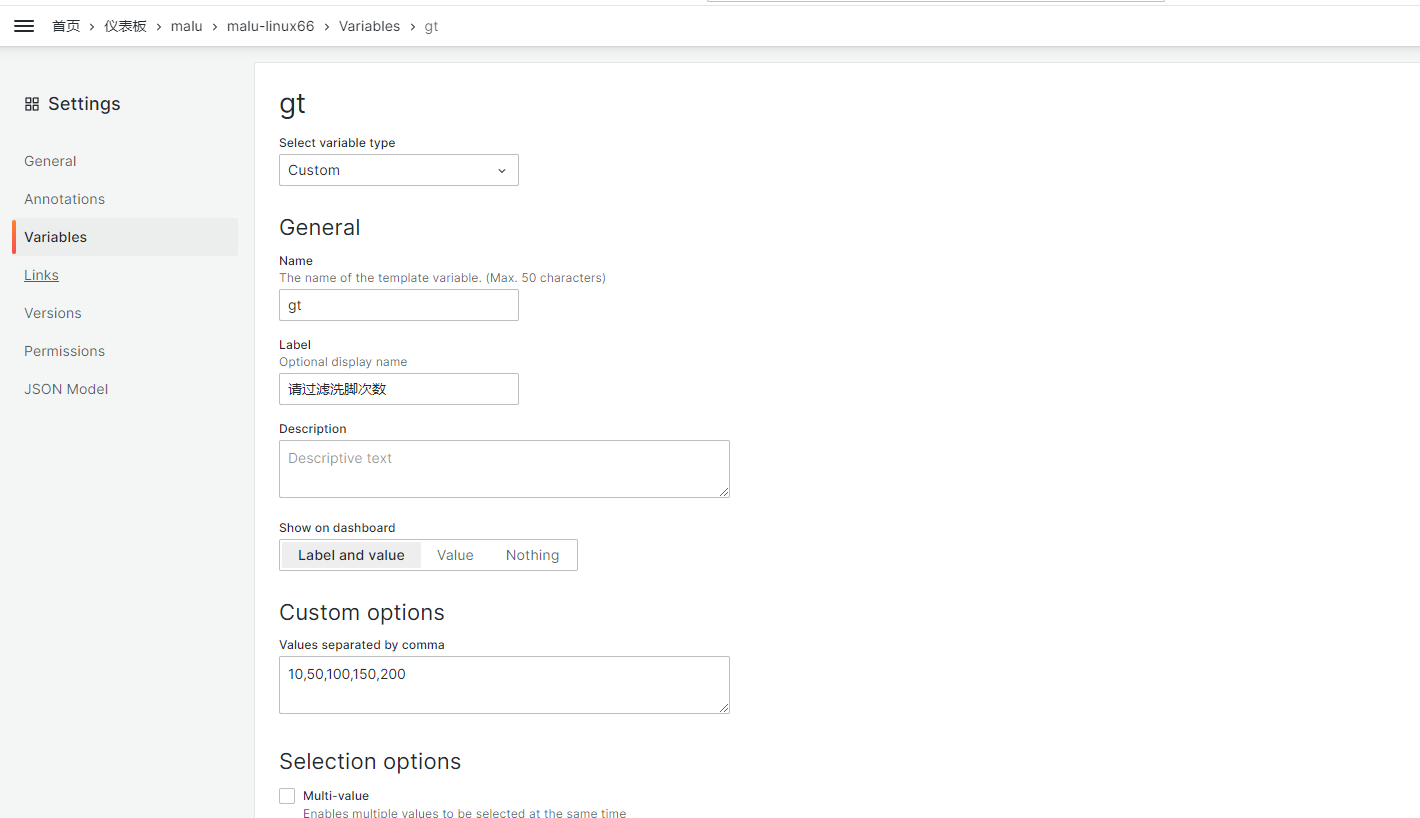 首页 › 仪表板 › malu › malu-linux66 › Variables › gt
Settings
General
Annotations
Variables
Links
Versions
Permissions
JSON Model
gt
Select variable type
Custom
General
Name
The name of the template variable. (Max. 50 characters)
gt
Label
Optional display name
请过滤洗脚次数
Description
Descriptive text
Show on dashboard
Label and value Value Nothing
Custom options
Values separated by comma
10,50,100,150,200
Selection options
Multi-value
Enables multiple values to be selected at the same time